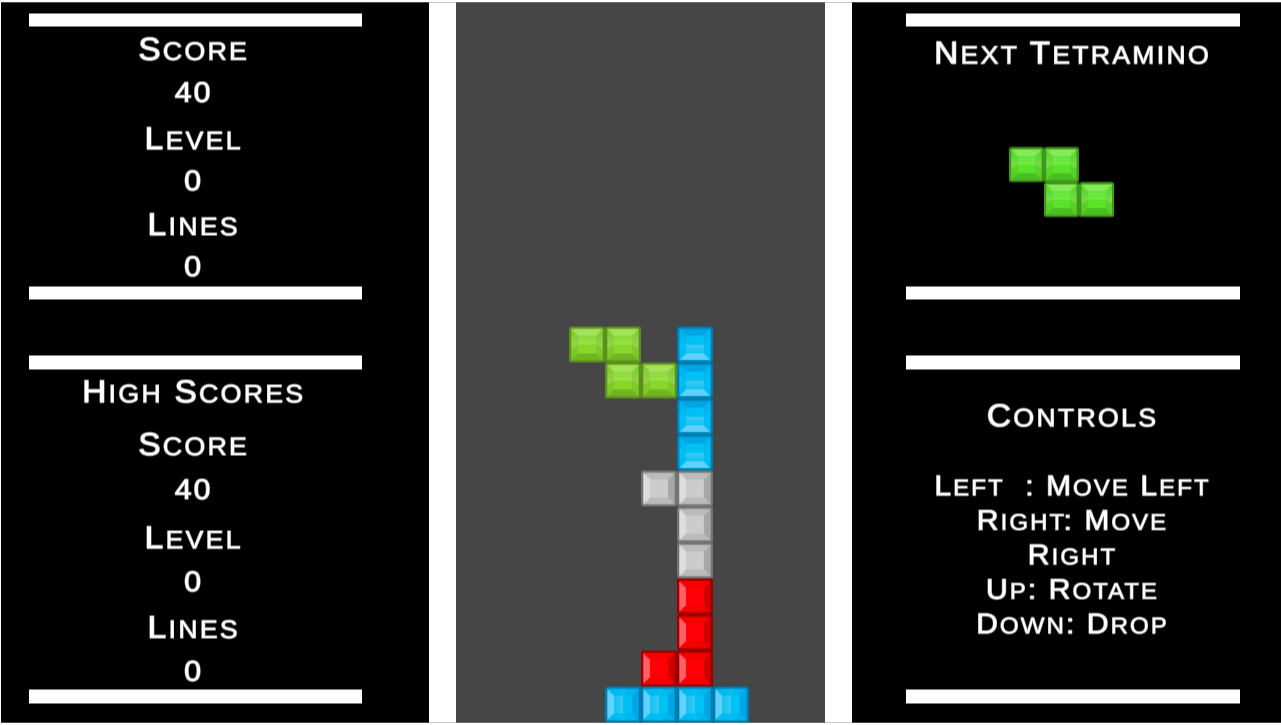 Score
40
Level
0
Lines
0
High Scores
Score
40
Level
0
Lines
0
Next Tetramino
Controls
Left : Move Left
Right: Move
Right
Up: Rotate
Down: Drop